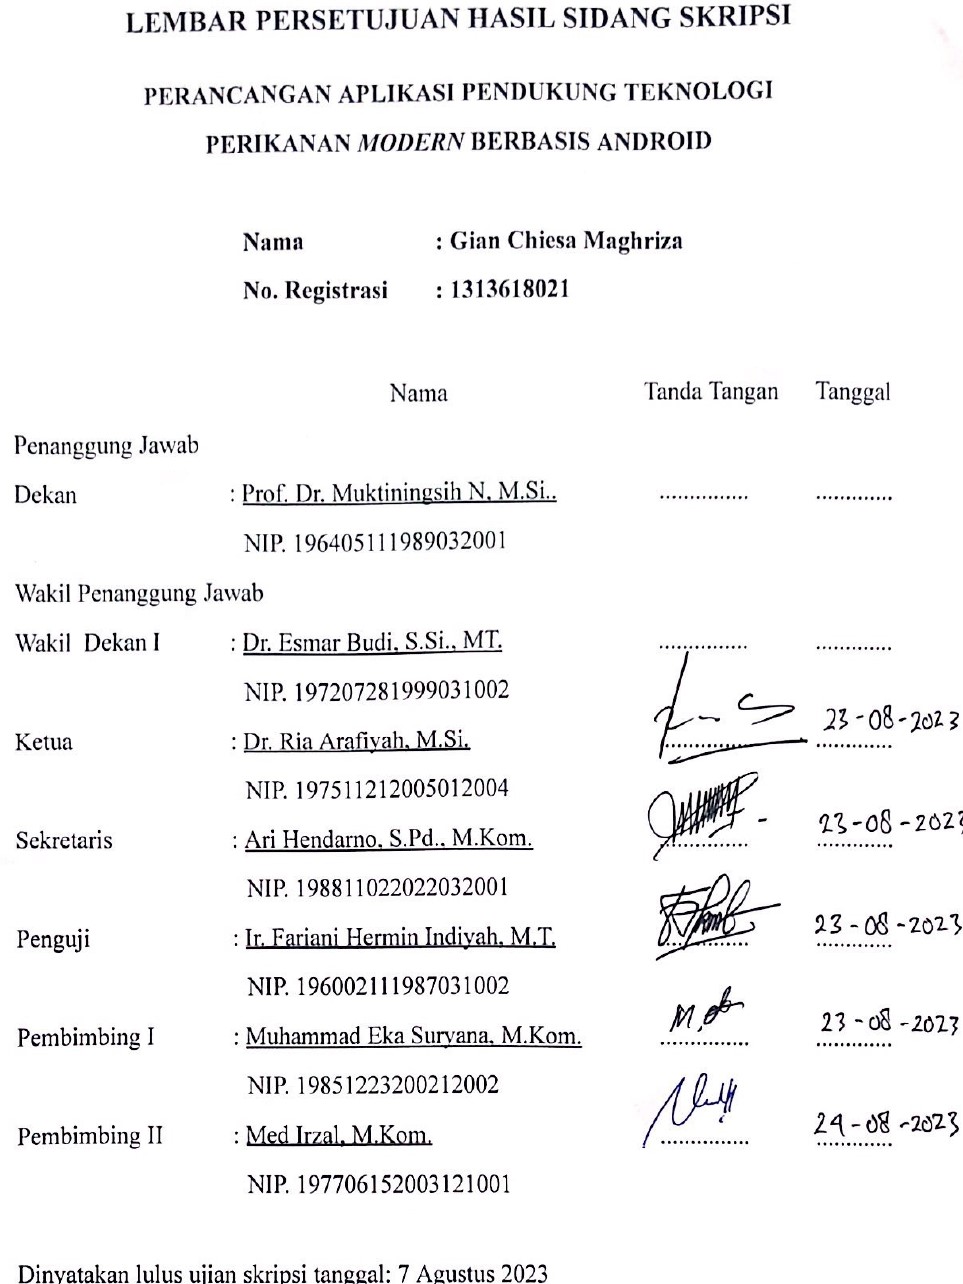 LEMBAR PERSETUJUAN HASIL SIDANG SKRIPSI
PERANCANGAN APLIKASI PENDUKUNG TEKNOLOGI
PERIKANAN MODERN BERBASIS ANDROID
Nama : Gian Chiesa Maghriza
No. Registrasi : 1313618021
Nama Tanda Tangan Tanggal
Penanggung Jawab
Dekan : Prof. Dr. Muktiningsih N, M.Si.. ............... .............
NIP. 196405111989032001
Wakil Penanggung Jawab
Wakil Dekan I : Dr. Esmar Budi, S.Si., MT. ............... .............
NIP. 197207281999031002
Ketua : Dr. Ria Arafiyah, M.Si. ............... 23-08-2023
NIP. 197511212005012004
Sekretaris : Ari Hendarno, S.Pd., M.Kom. ............... 23-08-2023
NIP. 198811022022032001
Penguji : Ir. Fariani Hermin Indiyah, M.T. ............... 23-08-2023
NIP. 196002111987031002
Pembimbing I : Muhammad Eka Suryana, M.Kom. ............... 23-08-2023
NIP. 19851223200212002
Pembimbing II : Med Irzal, M.Kom. ............... 24-08-2023
NIP. 197706152003121001
Dinyatakan lulus ujian skripsi tanggal: 7 Agustus 2023